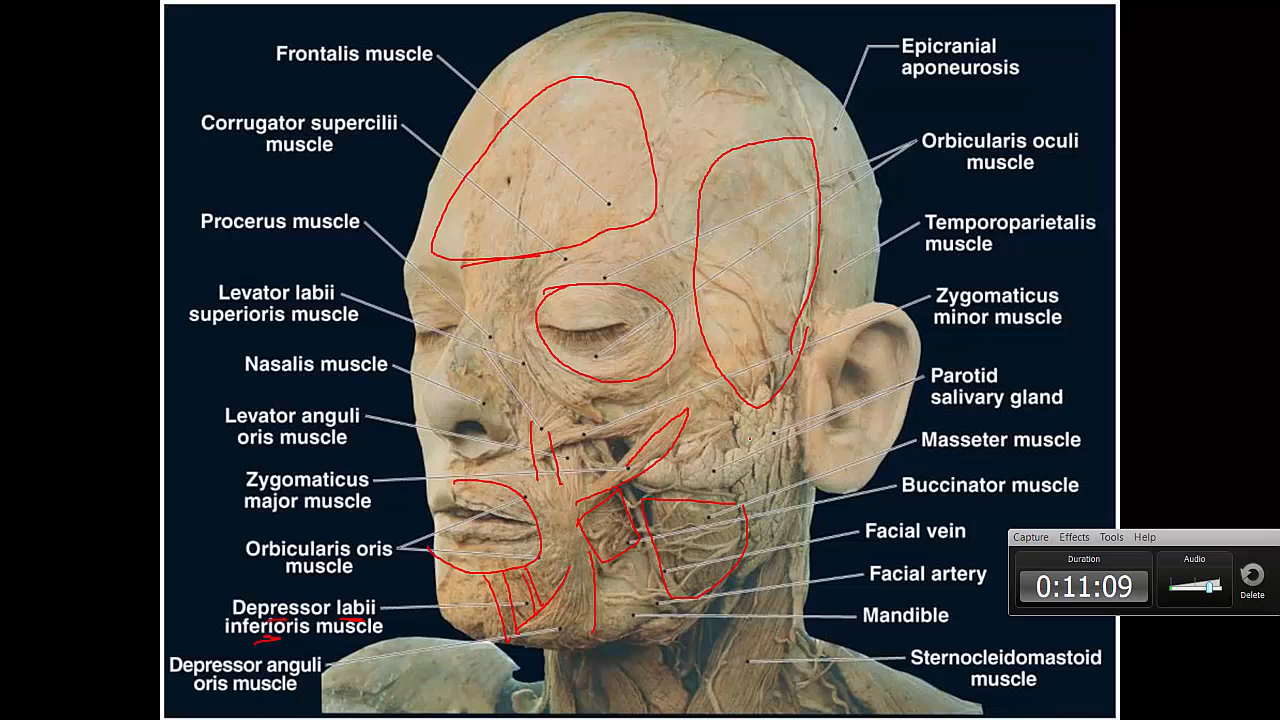 Frontalis muscle
Corrugator supercilii
muscle
Procerus muscle
Levator labii
superioris muscle
Nasalis muscle
Levator anguli
oris muscle
Zygomaticus
major muscle
Orbicularis oris
muscle
Depressor labii
inferioris muscle
Depressor anguli
oris muscle
Epicranial
aponeurosis
Orbicularis oculi
muscle
Temporoparietalis
muscle
Zygomaticus
minor muscle
Parotid
salivary gland
Masseter muscle
Buccinator muscle
Facial vein
Facial artery
Mandible
Sternocleidomastoid
muscle
Capture Effects Tools Help
Duration
Audio
0:11:09
Delete